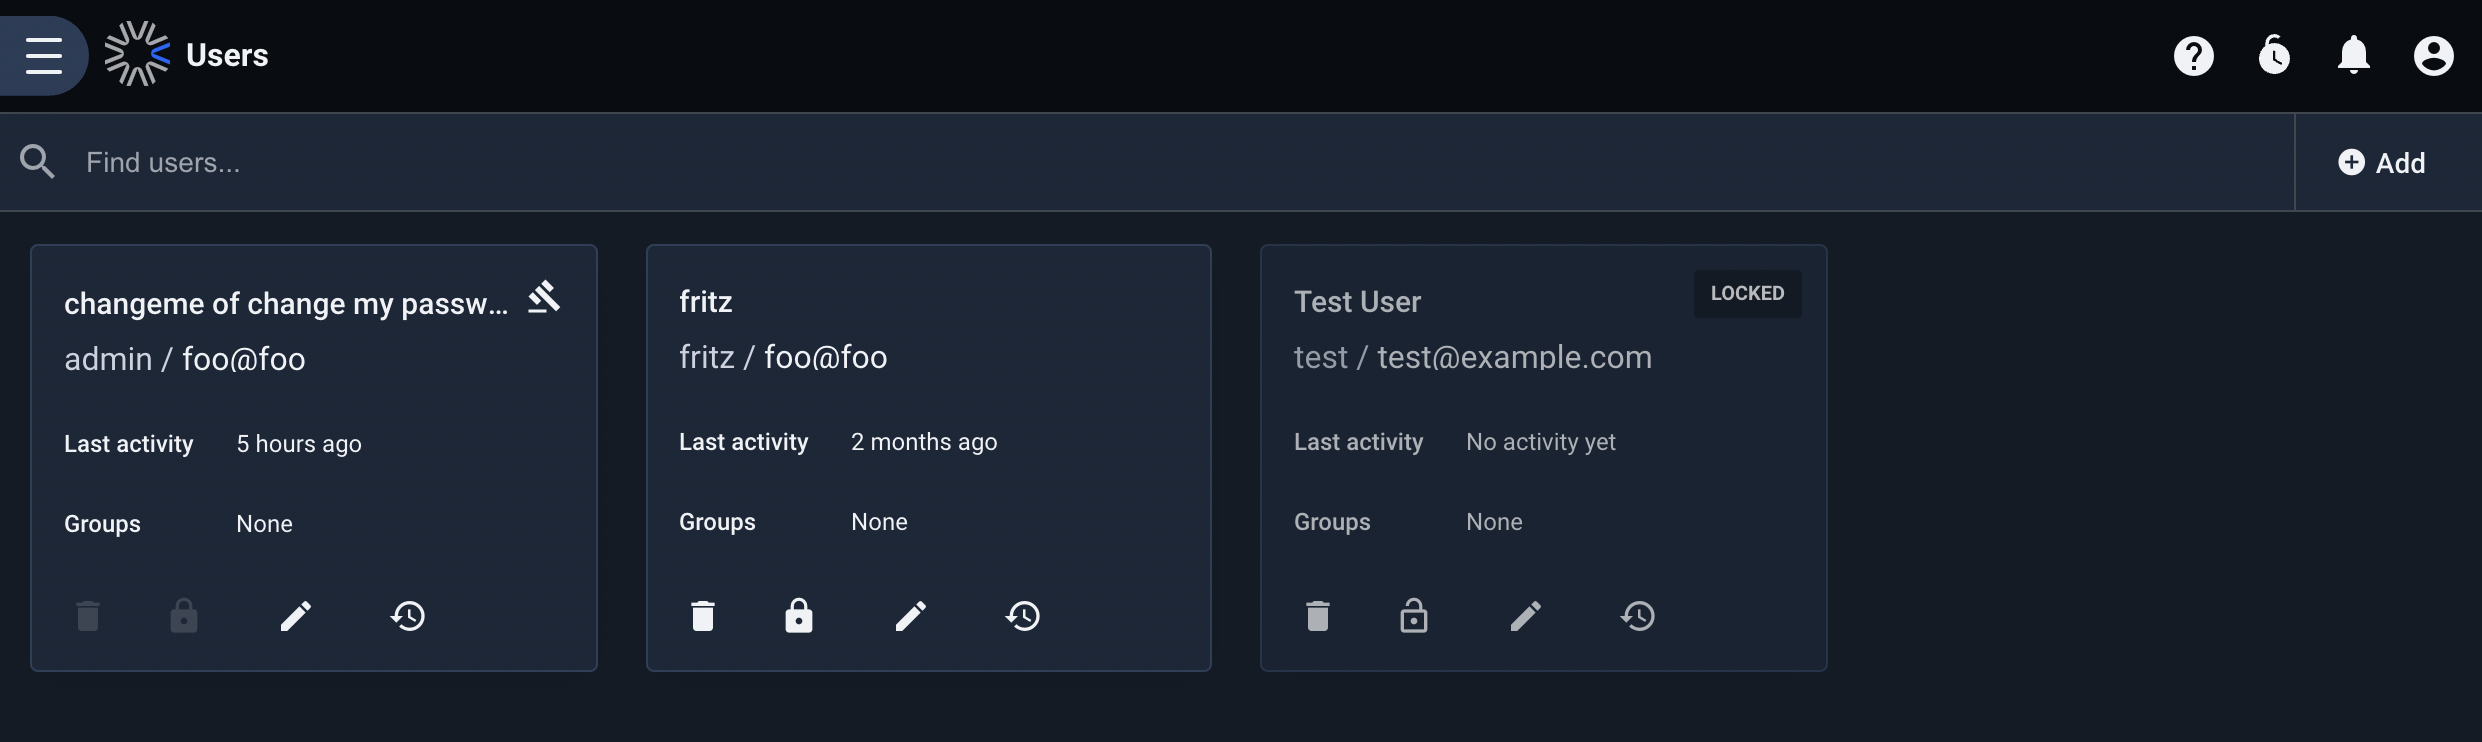 Users
Find users...
Add
changeme of change my passw...
admin / foo@foo
Last activity 5 hours ago
Groups None
fritz
fritz / foo@foo
Last activity 2 months ago
Groups None
Test User
LOCKED
test / test@example.com
Last activity No activity yet
Groups None